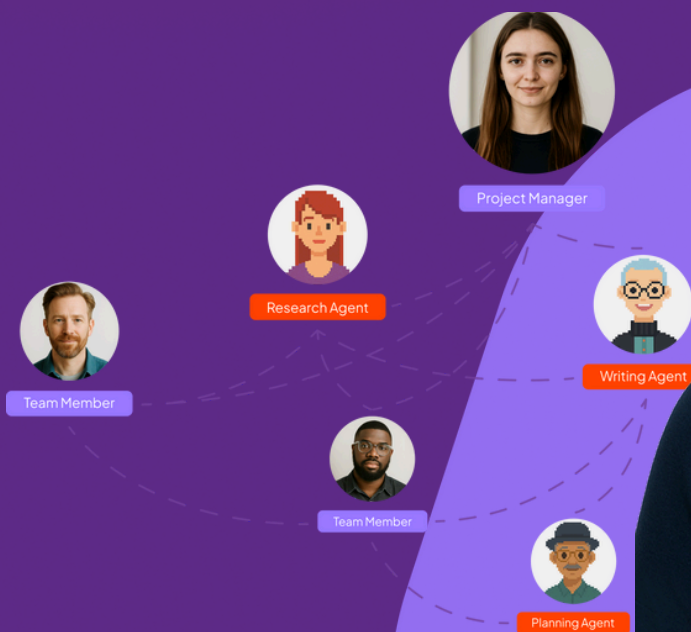 Project Manager
Research Agent
Writing Agent
Team Member
Team Member
Planning Agent